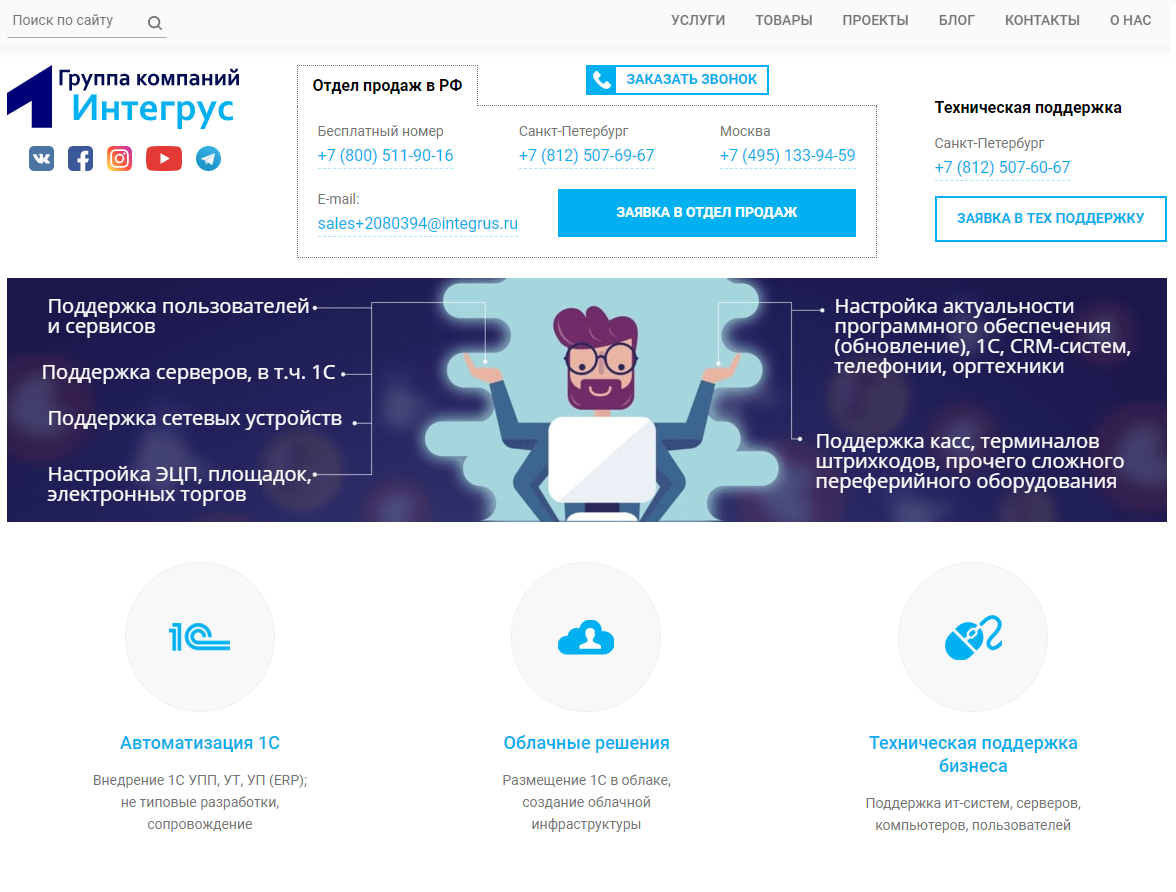 Поиск по сайту
УСЛУГИ ТОВАРЫ ПРОЕКТЫ БЛОГ КОНТАКТЫ О НАС
Группа компаний
Интегрус
Отдел продаж в РФ
ЗАКАЗАТЬ ЗВОНОК
Бесплатный номер
+7 (800) 511-90-16
Санкт-Петербург
+7 (812) 507-69-67
Москва
+7 (495) 133-94-59
E-mail:
sales+2080394@integrus.ru
ЗАЯВКА В ОТДЕЛ ПРОДАЖ
Техническая поддержка
Санкт-Петербург
+7 (812) 507-60-67
ЗАЯВКА В ТЕХ ПОДДЕРЖКУ
Поддержка пользователей
и сервисов
Поддержка серверов, в т.ч. 1С
Поддержка сетевых устройств
Настройка ЭЦП, площадок,
электронных торгов
Настройка актуальности
программного обеспечения
(обновление), 1С, CRM-систем,
телефонии, оргтехники
Поддержка касс, терминалов
штрихкодов, прочего сложного
переферийного оборудования
1С
Автоматизация 1С
Внедрение 1С УПП, УТ, УП (ERP);
не типовые разработки,
сопровождение
Облачные решения
Размещение 1С в облаке,
создание облачной
инфраструктуры
Техническая поддержка
бизнеса
Поддержка ит-систем, серверов,
компьютеров, пользователей